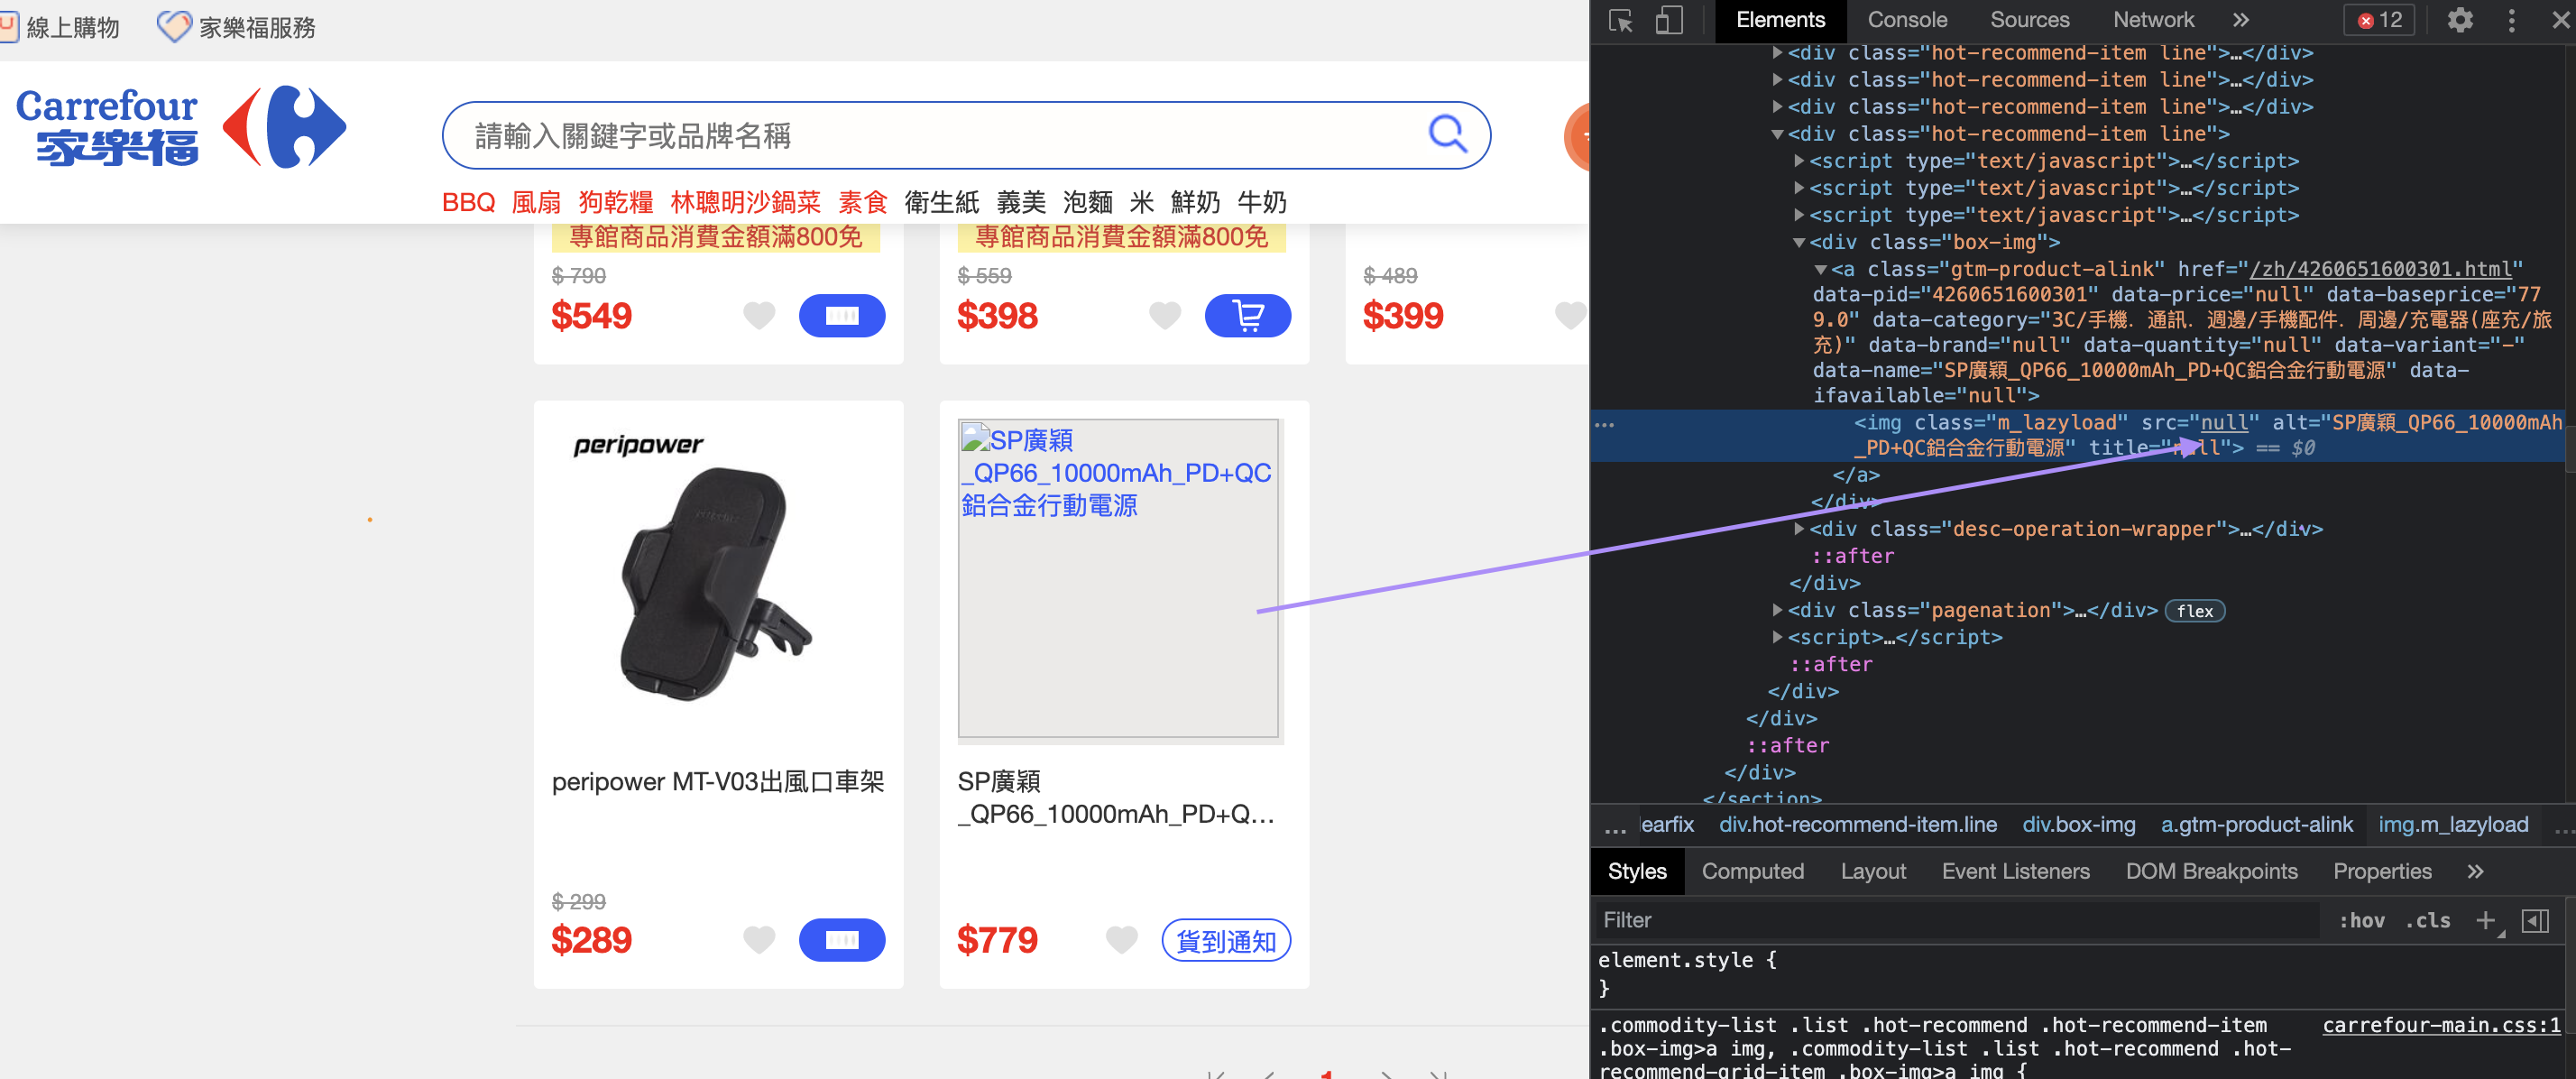 線上購物 家樂福服務
Carrefour
家樂福
請輸入關鍵字或品牌名稱
BBQ 風扇 狗乾糧 林聰明沙鍋菜 素食 衛生紙 義美 泡麵 米 鮮奶 牛奶
專館商品消費金額滿800免 專館商品消費金額滿800免
$ 790 $ 559 $ 489
$549 $398 $399
peripower
SP廣穎
_QP66_10000mAh_PD+QC
鋁合金行動電源
peripower MT-V03出風口車架
SP廣穎
_QP66_10000mAh_PD+Q...
$ 299
$289 $779 貨到通知
1
Elements Console Sources Network » 12
<div class="hot-recommend-item line">…</div>
<div class="hot-recommend-item line">…</div>
<div class="hot-recommend-item line">…</div>
<div class="hot-recommend-item line">
<script type="text/javascript">…</script>
<script type="text/javascript">…</script>
<script type="text/javascript">…</script>
<div class="box-img">
<a class="gtm-product-alink" href="/zh/4260651600301.html"
data-pid="4260651600301" data-price="null" data-baseprice="77
9.0" data-category="3C/手機．通訊．週邊/手機配件．周邊/充電器(座充/旅
充)" data-brand="null" data-quantity="null" data-variant="-"
data-name="SP廣穎_QP66_10000mAh_PD+QC鋁合金行動電源" data-
ifavailable="null">
<img class="m_lazyload" src="null" alt="SP廣穎_QP66_10000mAh
_PD+QC鋁合金行動電源" title="null"> == $0
</a>
</div>
<div class="desc-operation-wrapper">…</div>
::after
</div>
<div class="pagenation">…</div> flex
<script>…</script>
::after
</div>
</div>
::after
</div>
</section>
... earfix div.hot-recommend-item.line div.box-img a.gtm-product-alink img.m_lazyload ...
Styles Computed Layout Event Listeners DOM Breakpoints Properties »
Filter :hov .cls +
element.style {
}
.commodity-list .list .hot-recommend .hot-recommend-item carrefour-main.css:1
.box-img>a img, .commodity-list .list .hot-recommend .hot-
recommend-grid-item .box-img>a img {